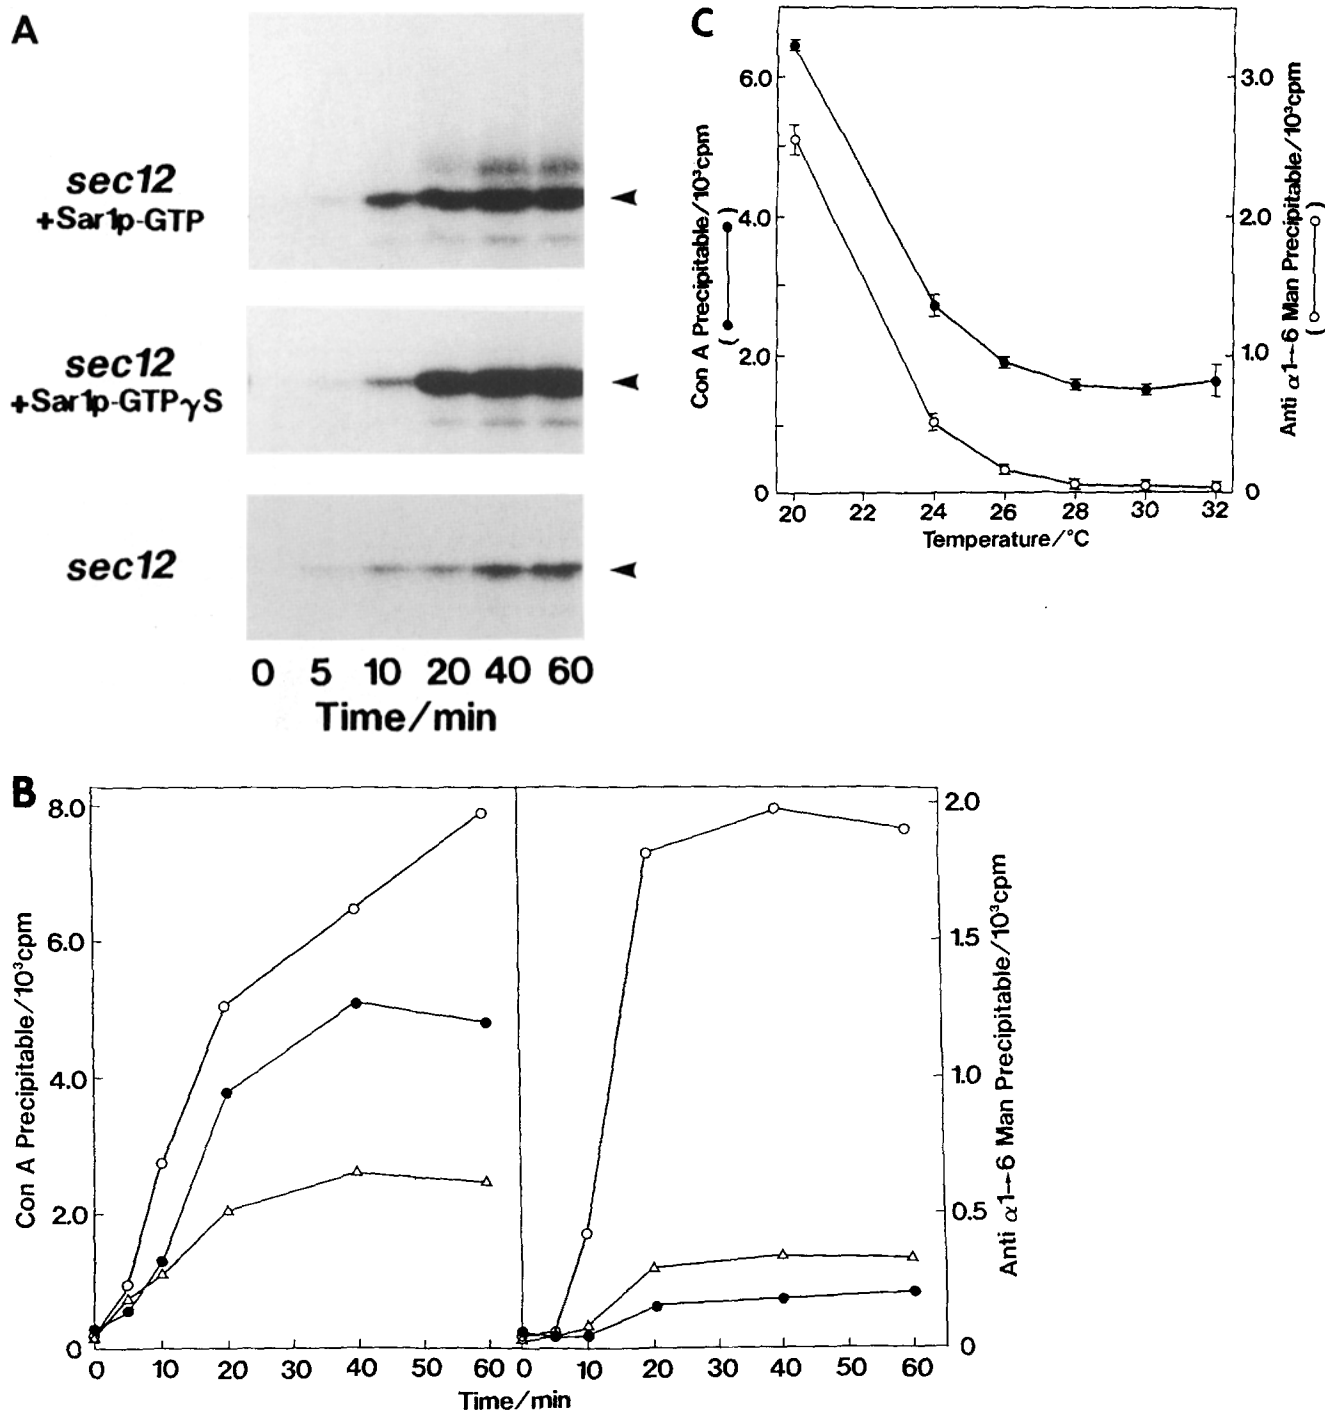 A
sec12
+Sar1p-GTP
sec12
+Sar1p-GTPγS
sec12
0 5 10 20 40 60
Time/min
C
6.0
4.0
2.0
0
Con A Precipitable/10³cpm
(●—●)
3.0
2.0
1.0
0
Anti α1→6 Man Precipitable/10³cpm
(○—○)
20 22 24 26 28 30 32
Temperature/°C
B
8.0
6.0
4.0
2.0
0
Con A Precipitable/10³cpm
2.0
1.5
1.0
0.5
0
Anti α1→6 Man Precipitable/10³cpm
0 10 20 30 40 50 60 0 10 20 30 40 50 60
Time/min